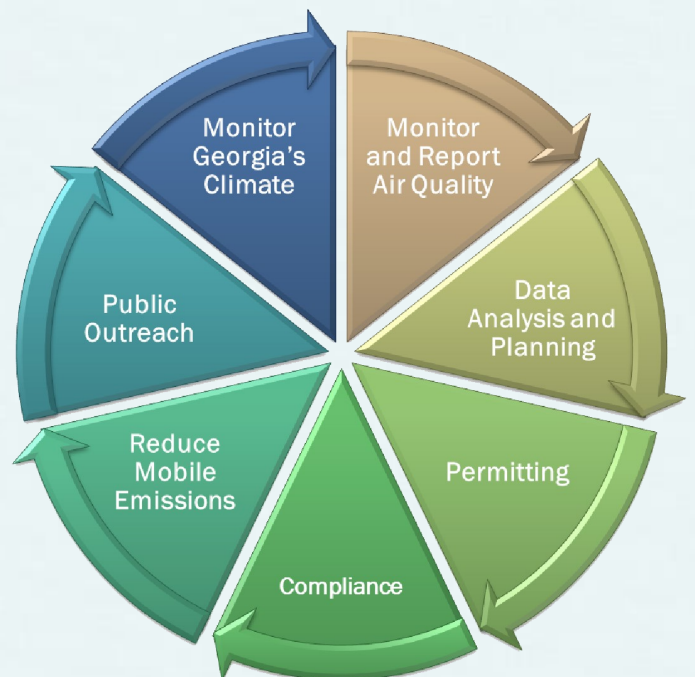 Monitor
Georgia's
Climate
Monitor
and Report
Air Quality
Data
Analysis and
Planning
Permitting
Compliance
Reduce
Mobile
Emissions
Public
Outreach